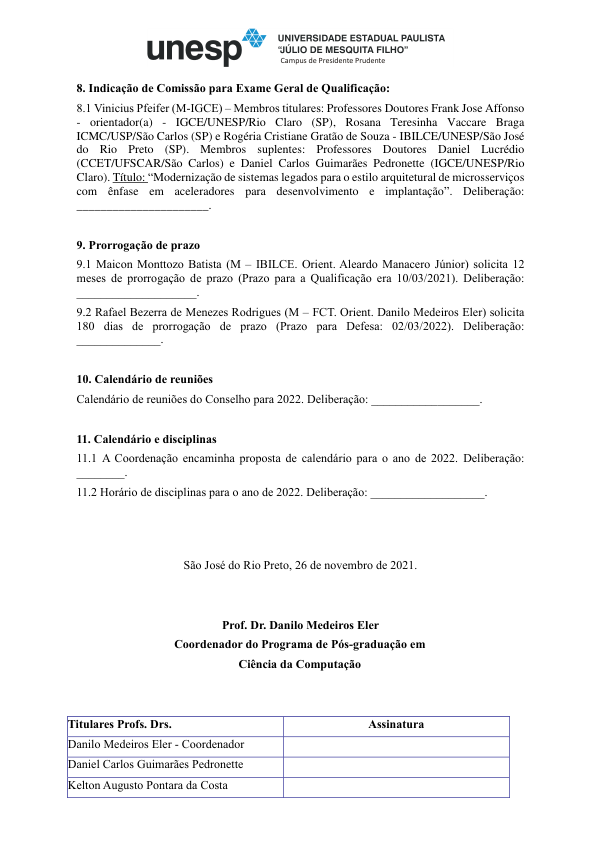 unesp
UNIVERSIDADE ESTADUAL PAULISTA
"JÚLIO DE MESQUITA FILHO"
Campus de Presidente Prudente
8. Indicação de Comissão para Exame Geral de Qualificação:
8.1 Vinicius Pfeifer (M-IGCE) – Membros titulares: Professores Doutores Frank Jose Affonso
- orientador(a) - IGCE/UNESP/Rio Claro (SP), Rosana Teresinha Vaccare Braga
ICMC/USP/São Carlos (SP) e Rogéria Cristiane Gratão de Souza - IBILCE/UNESP/São José
do Rio Preto (SP). Membros suplentes: Professores Doutores Daniel Lucrédio
(CCET/UFSCAR/São Carlos) e Daniel Carlos Guimarães Pedronette (IGCE/UNESP/Rio
Claro). Título: “Modernização de sistemas legados para o estilo arquitetural de microsserviços
com ênfase em aceleradores para desenvolvimento e implantação”. Deliberação:
______________________.
9. Prorrogação de prazo
9.1 Maicon Monttozo Batista (M – IBILCE. Orient. Aleardo Manacero Júnior) solicita 12
meses de prorrogação de prazo (Prazo para a Qualificação era 10/03/2021). Deliberação:
____________________.
9.2 Rafael Bezerra de Menezes Rodrigues (M – FCT. Orient. Danilo Medeiros Eler) solicita
180 dias de prorrogação de prazo (Prazo para Defesa: 02/03/2022). Deliberação:
______________.
10. Calendário de reuniões
Calendário de reuniões do Conselho para 2022. Deliberação: __________________.
11. Calendário e disciplinas
11.1 A Coordenação encaminha proposta de calendário para o ano de 2022. Deliberação:
________.
11.2 Horário de disciplinas para o ano de 2022. Deliberação: ___________________.
São José do Rio Preto, 26 de novembro de 2021.
Prof. Dr. Danilo Medeiros Eler
Coordenador do Programa de Pós-graduação em
Ciência da Computação
Titulares Profs. Drs. Assinatura
Danilo Medeiros Eler - Coordenador
Daniel Carlos Guimarães Pedronette
Kelton Augusto Pontara da Costa